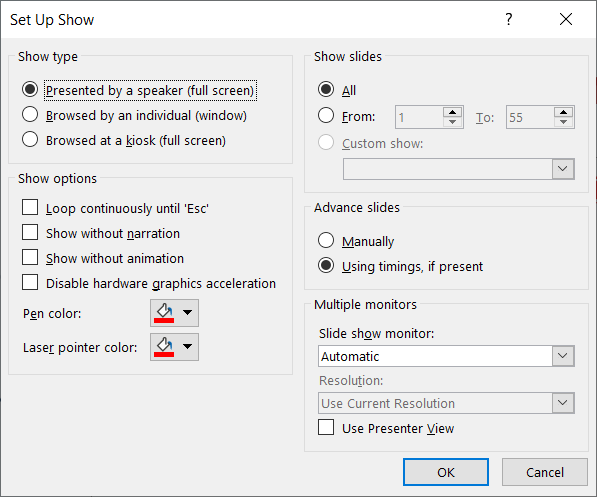 Set Up Show
Show type
Presented by a speaker (full screen)
Browsed by an individual (window)
Browsed at a kiosk (full screen)
Show options
Loop continuously until 'Esc'
Show without narration
Show without animation
Disable hardware graphics acceleration
Pen color:
Laser pointer color:
Show slides
All
From: 1 To: 55
Custom show:
Advance slides
Manually
Using timings, if present
Multiple monitors
Slide show monitor:
Automatic
Resolution:
Use Current Resolution
Use Presenter View
OK Cancel